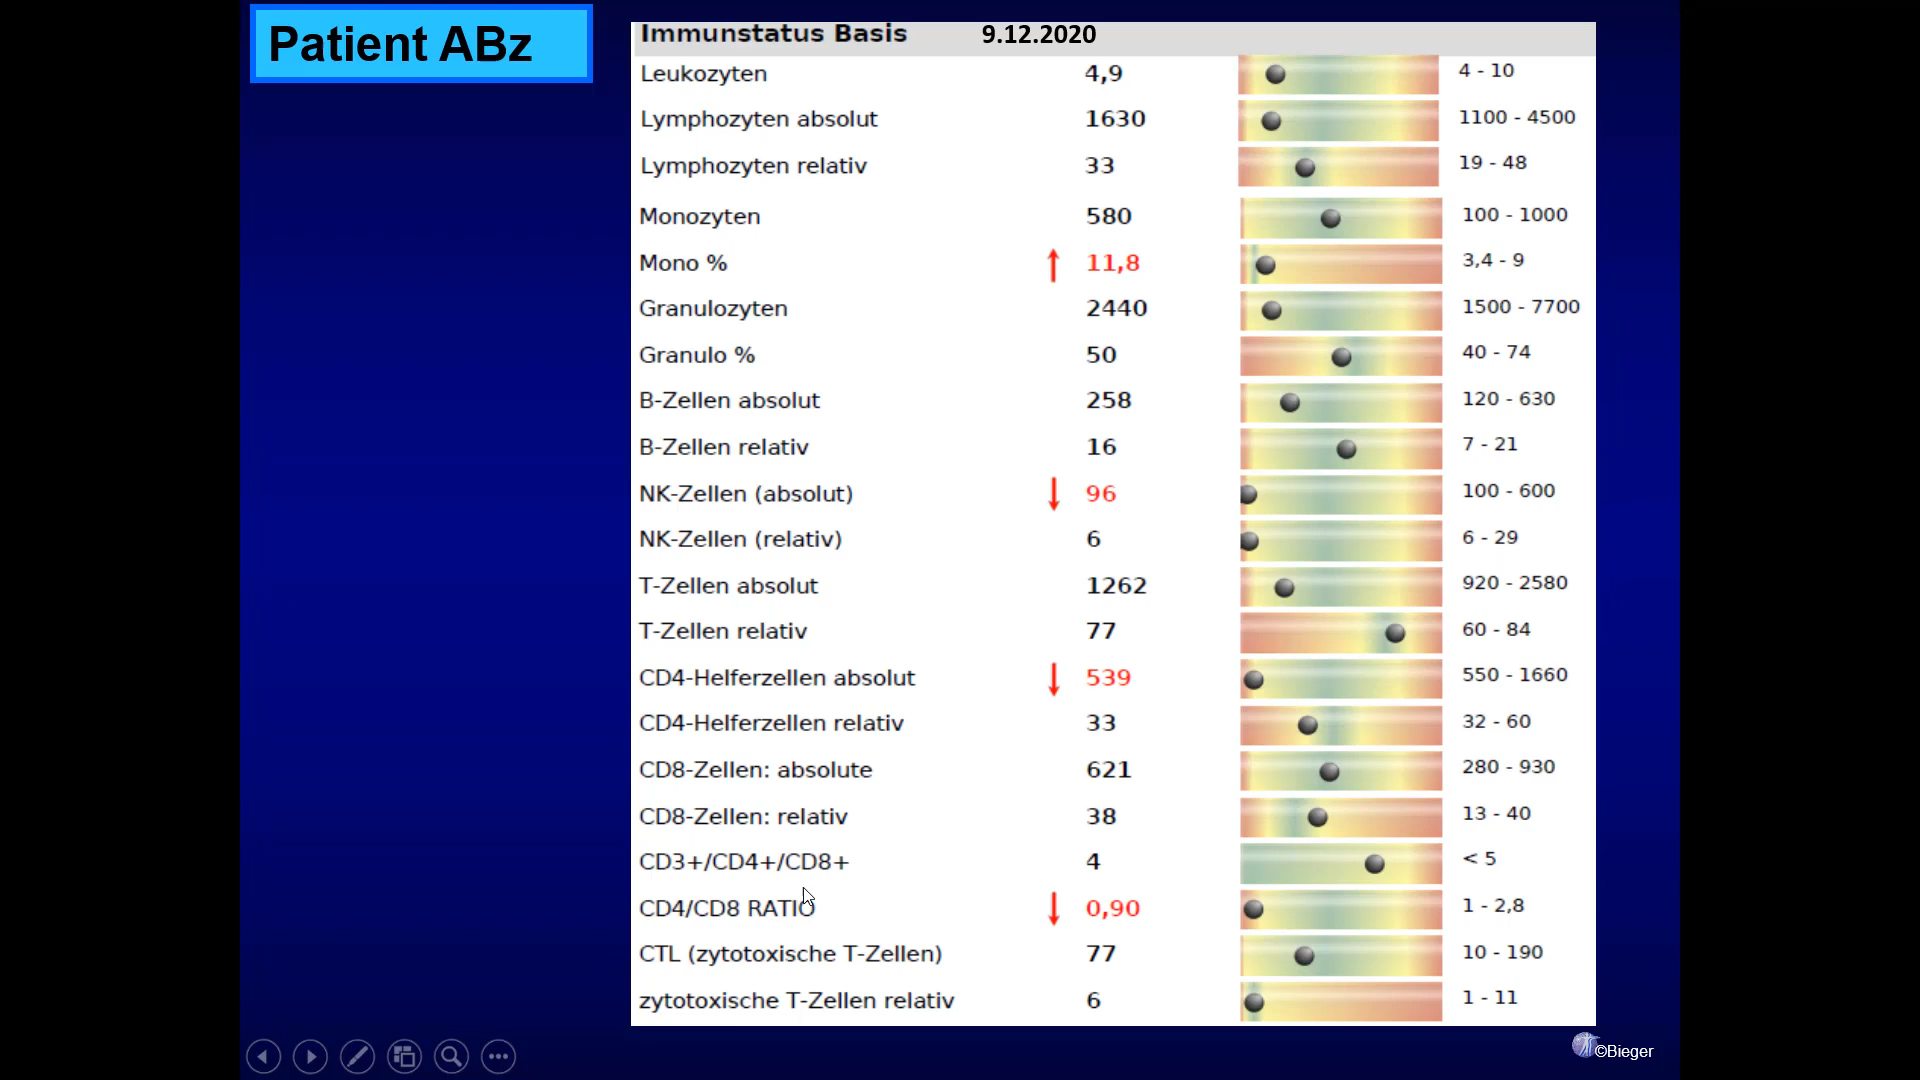 Patient ABz
Immunstatus Basis 9.12.2020
Leukozyten 4,9 4 - 10
Lymphozyten absolut 1630 1100 - 4500
Lymphozyten relativ 33 19 - 48
Monozyten 580 100 - 1000
Mono % 11,8 3,4 - 9
Granulozyten 2440 1500 - 7700
Granulo % 50 40 - 74
B-Zellen absolut 258 120 - 630
B-Zellen relativ 16 7 - 21
NK-Zellen (absolut) 96 100 - 600
NK-Zellen (relativ) 6 6 - 29
T-Zellen absolut 1262 920 - 2580
T-Zellen relativ 77 60 - 84
CD4-Helferzellen absolut 539 550 - 1660
CD4-Helferzellen relativ 33 32 - 60
CD8-Zellen: absolute 621 280 - 930
CD8-Zellen: relativ 38 13 - 40
CD3+/CD4+/CD8+ 4 < 5
CD4/CD8 RATIO 0,90 1 - 2,8
CTL (zytotoxische T-Zellen) 77 10 - 190
zytotoxische T-Zellen relativ 6 1 - 11
©Bieger